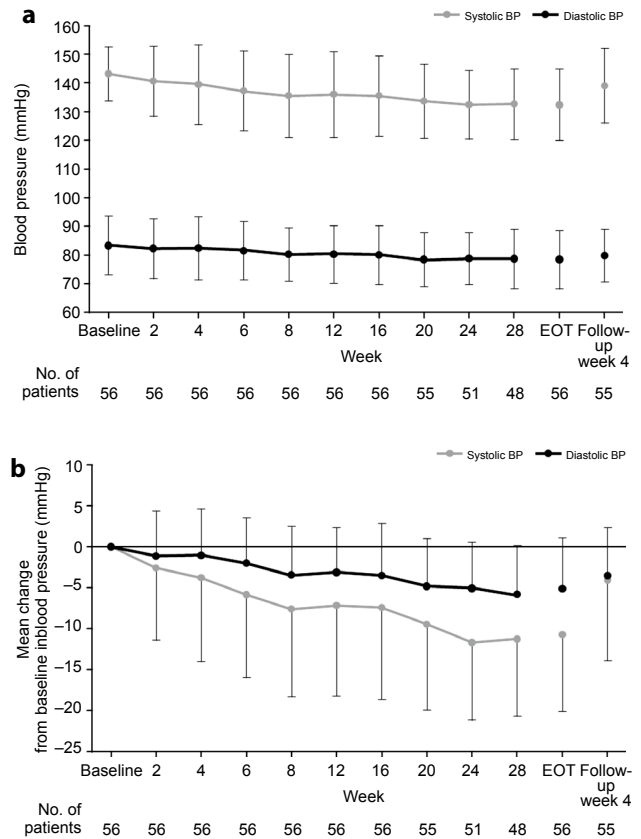 a
Systolic BP
Diastolic BP
Blood pressure (mmHg)
160
150
140
130
120
110
100
90
80
70
60
Baseline 2 4 6 8 12 16 20 24 28 EOT Follow-
up
week 4
Week
No. of
patients 56 56 56 56 56 56 56 55 51 48 56 55
b
Systolic BP
Diastolic BP
Mean change
from baseline inblood pressure (mmHg)
10
5
0
–5
–10
–15
–20
–25
Baseline 2 4 6 8 12 16 20 24 28 EOT Follow-
up
week 4
Week
No. of
patients 56 56 56 56 56 56 56 55 51 48 56 55